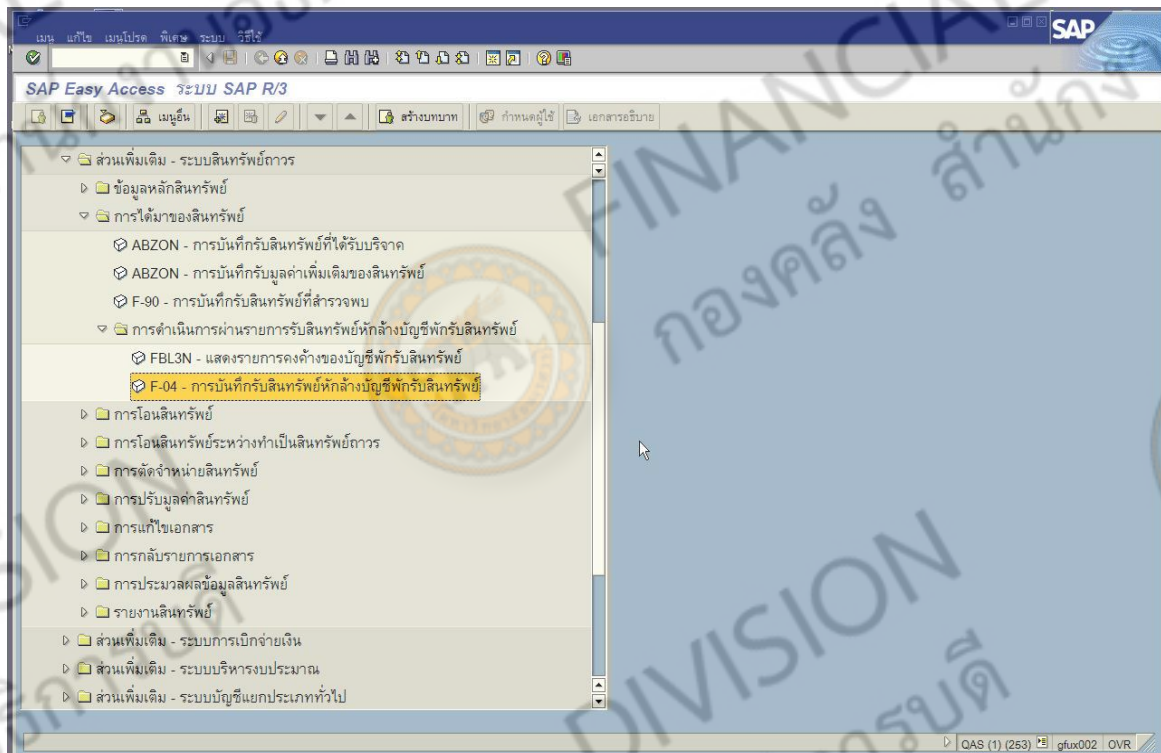 เมนู แก้ไข เมนูโปรด พิเศษ ระบบ วิธีใช้
SAP
SAP Easy Access ระบบ SAP R/3
เมนูอื่น สร้างบทบาท กำหนดผู้ใช้ เอกสารอธิบาย
ส่วนเพิ่มเติม - ระบบสินทรัพย์ถาวร
ข้อมูลหลักสินทรัพย์
การได้มาของสินทรัพย์
ABZON - การบันทึกรับสินทรัพย์ที่ได้รับบริจาค
ABZON - การบันทึกรับมูลค่าเพิ่มเติมของสินทรัพย์
F-90 - การบันทึกรับสินทรัพย์ที่สำรวจพบ
การดำเนินการผ่านรายการรับสินทรัพย์หักล้างบัญชีพักรับสินทรัพย์
FBL3N - แสดงรายการคงค้างของบัญชีพักรับสินทรัพย์
F-04 - การบันทึกรับสินทรัพย์หักล้างบัญชีพักรับสินทรัพย์
การโอนสินทรัพย์
การโอนสินทรัพย์ระหว่างทำเป็นสินทรัพย์ถาวร
การตัดจำหน่ายสินทรัพย์
การปรับมูลค่าสินทรัพย์
การแก้ไขเอกสาร
การกลับรายการเอกสาร
การประมวลผลข้อมูลสินทรัพย์
รายงานสินทรัพย์
ส่วนเพิ่มเติม - ระบบการเบิกจ่ายเงิน
ส่วนเพิ่มเติม - ระบบบริหารงบประมาณ
ส่วนเพิ่มเติม - ระบบบัญชีแยกประเภททั่วไป
QAS (1) (253) gfux002 OVR
FINANCIAL
กองคลัง สำนักง
DIVISION